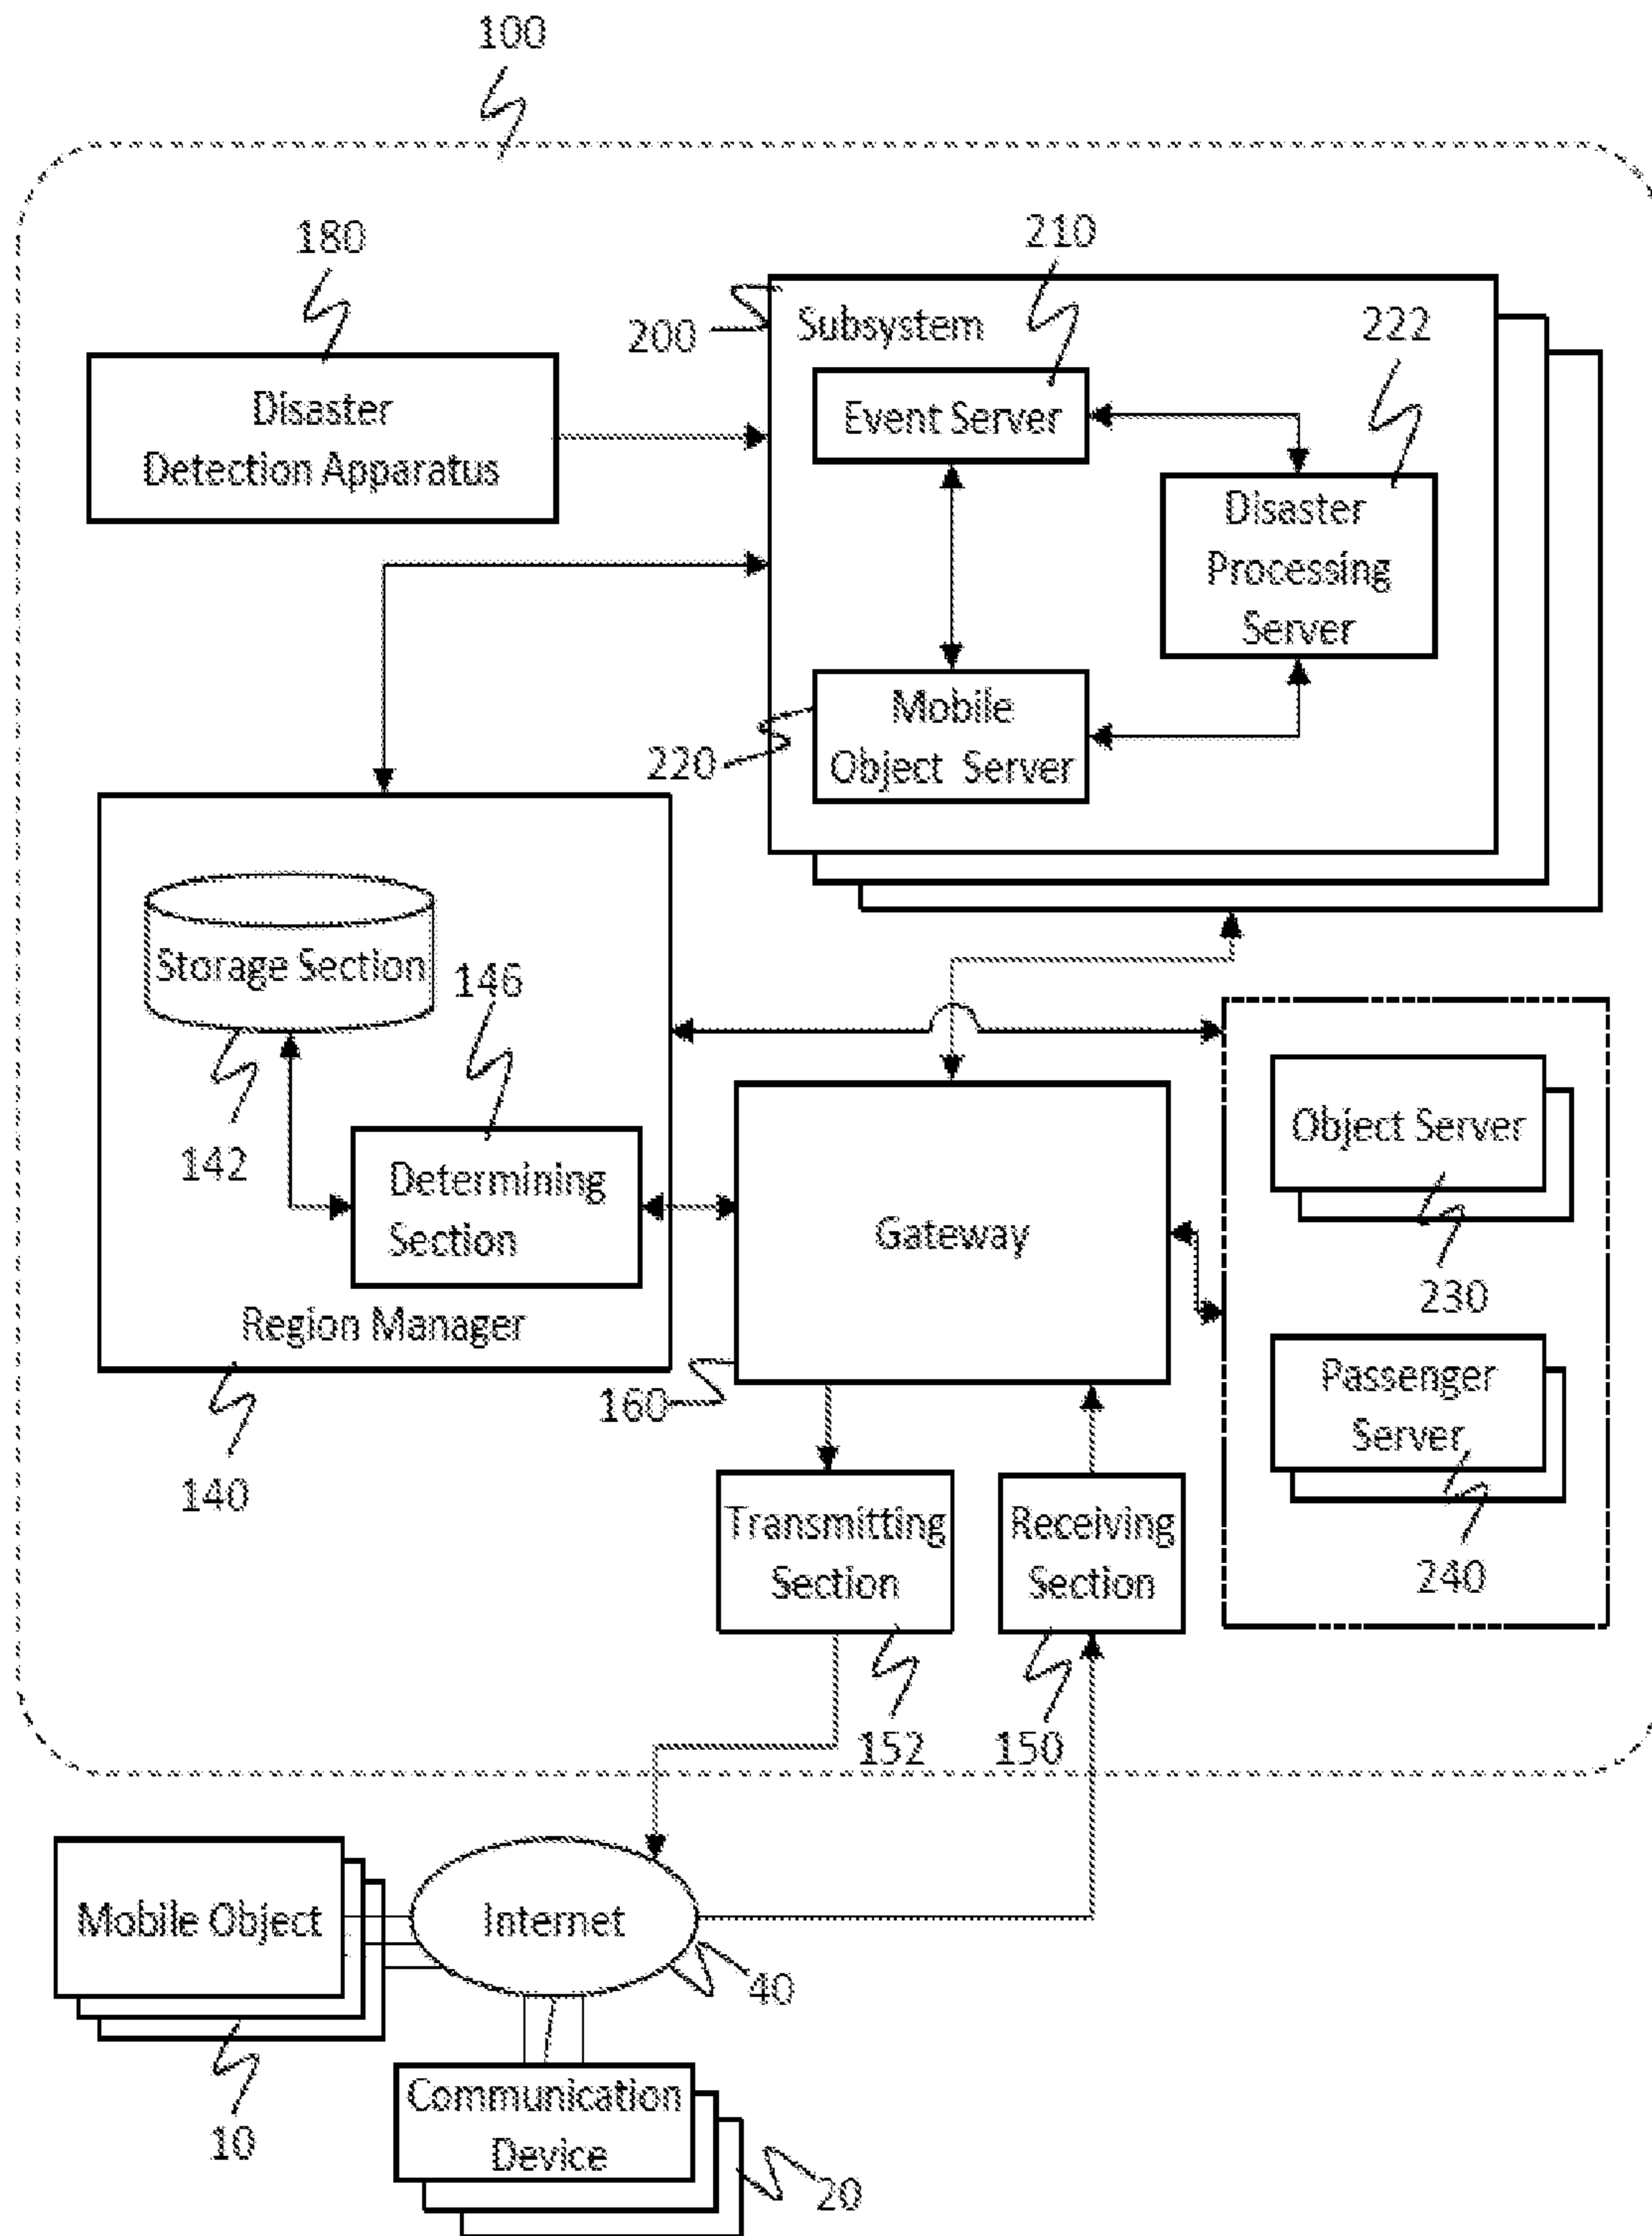 100
180
Disaster
Detection Apparatus
200
Subsystem
210
Event Server
222
Disaster
Processing
Server
220
Mobile
Object Server
Storage Section
142
146
Determining
Section
Region Manager
140
Gateway
160
Object Server
230
Passenger
Server
240
Transmitting
Section
152
Receiving
Section
150
Mobile Object
10
Internet
40
Communication
Device
20